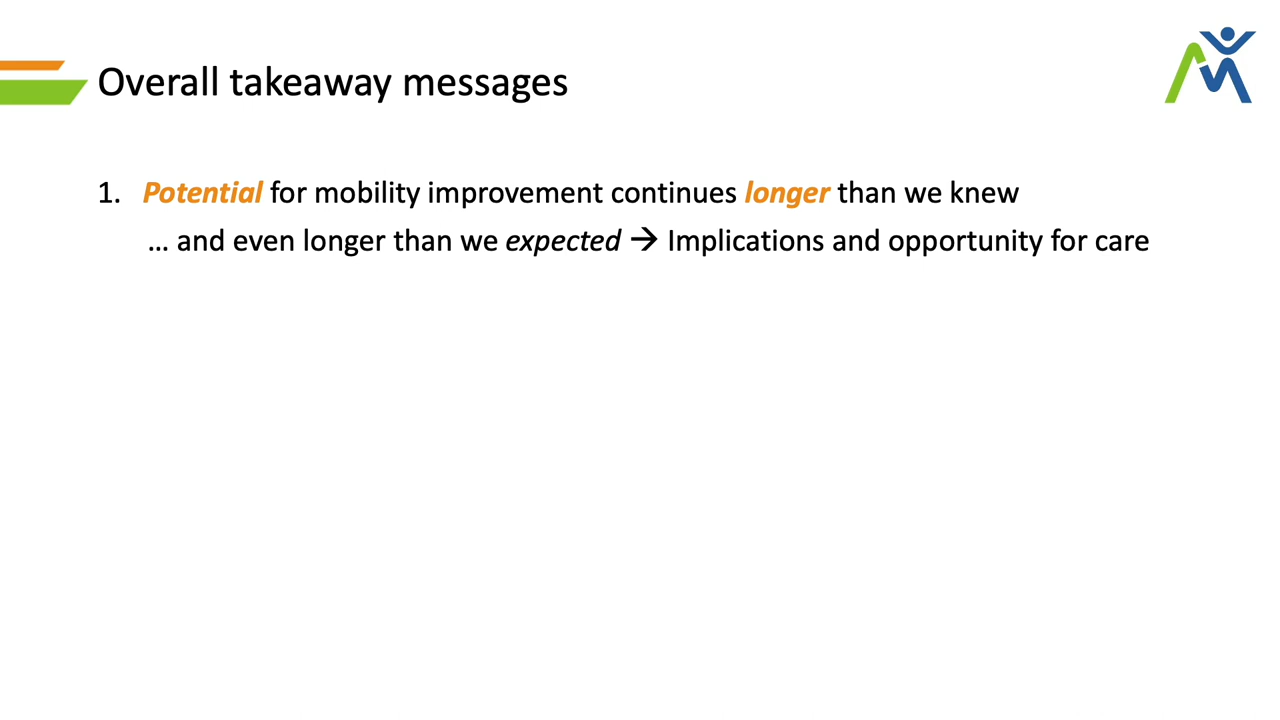 Overall takeaway messages
1. Potential for mobility improvement continues longer than we knew
... and even longer than we expected → Implications and opportunity for care